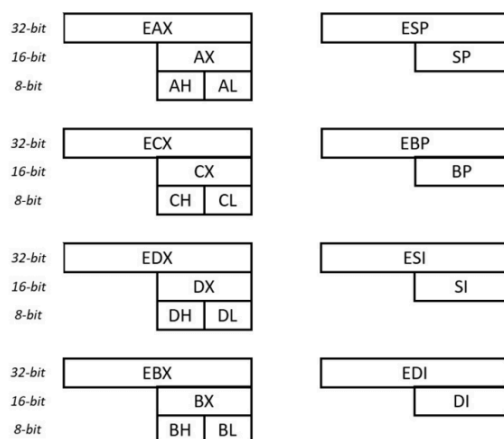 32-bit EAX ESP
16-bit AX SP
8-bit AH AL
32-bit ECX EBP
16-bit CX BP
8-bit CH CL
32-bit EDX ESI
16-bit DX SI
8-bit DH DL
32-bit EBX EDI
16-bit BX DI
8-bit BH BL